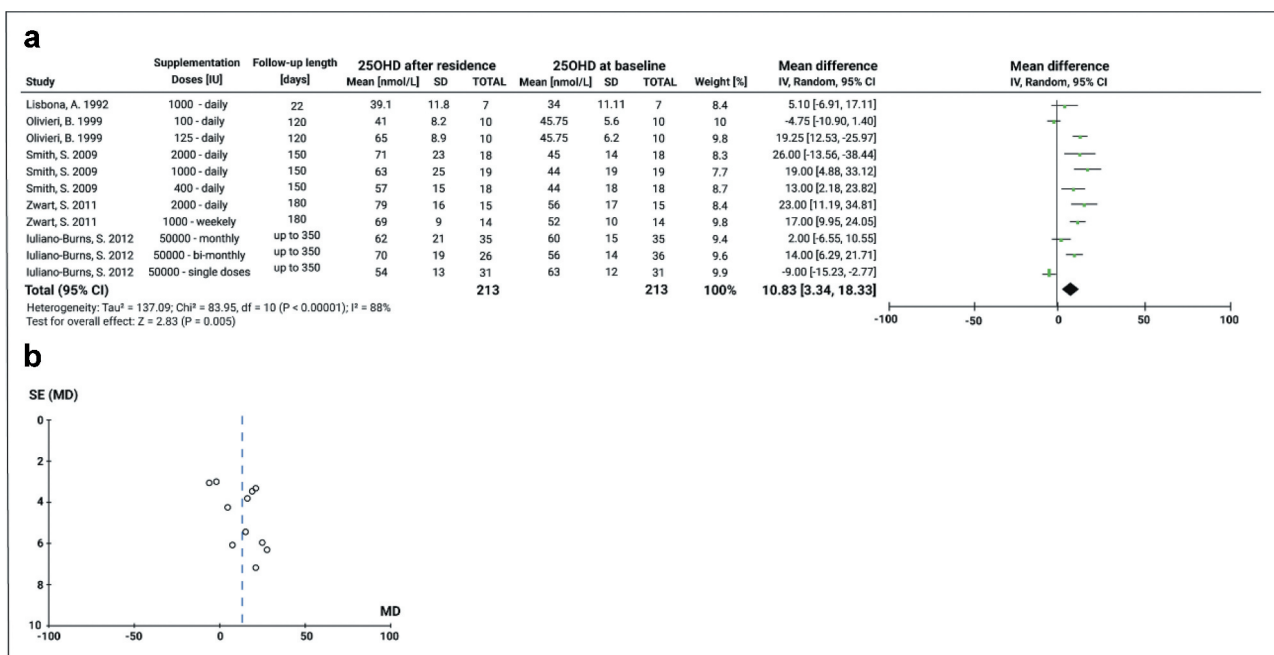 a
Supplementation Follow-up length 25OHD after residence 25OHD at baseline Mean difference Mean difference
Study Doses [IU] [days] Mean [nmol/L] SD TOTAL Mean [nmol/L] SD TOTAL Weight [%] IV, Random, 95% CI IV, Random, 95% CI
Lisbona, A. 1992 1000 - daily 22 39.1 11.8 7 34 11.11 7 8.4 5.10 [-6.91, 17.11]
Olivieri, B. 1999 100 - daily 120 41 8.2 10 45.75 5.6 10 10 -4.75 [-10.90, 1.40]
Olivieri, B. 1999 125 - daily 120 65 8.9 10 45.75 6.2 10 9.8 19.25 [12.53, -25.97]
Smith, S. 2009 2000 - daily 150 71 23 18 45 14 18 8.3 26.00 [-13.56, -38.44]
Smith, S. 2009 1000 - daily 150 63 25 19 44 19 19 7.7 19.00 [4.88, 33.12]
Smith, S. 2009 400 - daily 150 57 15 18 44 18 18 8.7 13.00 [2.18, 23.82]
Zwart, S. 2011 2000 - daily 180 79 16 15 56 17 15 8.4 23.00 [11.19, 34.81]
Zwart, S. 2011 1000 - weekely 180 69 9 14 52 10 14 9.8 17.00 [9.95, 24.05]
Iuliano-Burns, S. 2012 50000 - monthly up to 350 62 21 35 60 15 35 9.4 2.00 [-6.55, 10.55]
Iuliano-Burns, S. 2012 50000 - bi-monthly up to 350 70 19 26 56 14 36 9.6 14.00 [6.29, 21.71]
Iuliano-Burns, S. 2012 50000 - single doses up to 350 54 13 31 63 12 31 9.9 -9.00 [-15.23, -2.77]
Total (95% CI) 213 213 100% 10.83 [3.34, 18.33]
Heterogeneity: Tau² = 137.09; Chi² = 83.95, df = 10 (P < 0.00001); I² = 88%
Test for overall effect: Z = 2.83 (P = 0.005)
-100 -50 0 50 100
b
SE (MD)
0
2
4
6
8
10
MD
-100 -50 0 50 100